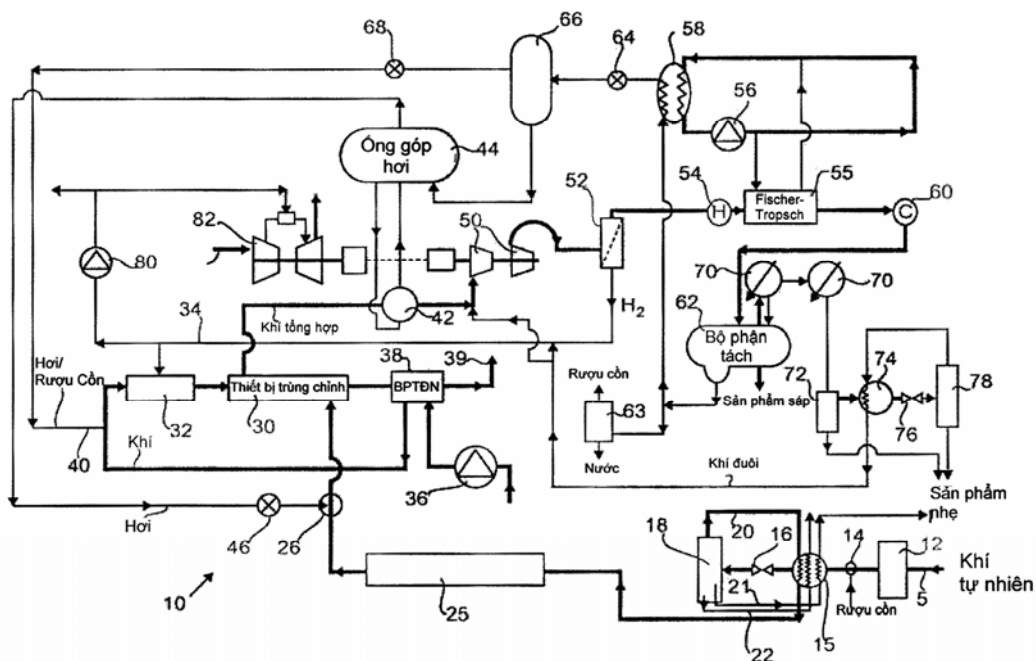 68
66
64
58
56
Ống góp
hơi
44
52
54
H
55
Fischer-
Tropsch
60
C
82
50
80
H2
70
70
34
Khí tổng hợp
42
62
Bộ phận
tách
Hơi/
Rượu Cồn
38
39
Thiết bị trùng chỉnh
BPTĐN
Rượu cồn
Sản phẩm sáp
72
74
78
32
30
63
76
40
Khí
36
Nước
Khí đuôi
Sản phẩm
nhẹ
Hơi
46
26
20
16
14
12
18
Khí
tự nhiên
21
5
10
25
22
Rượu cồn
15